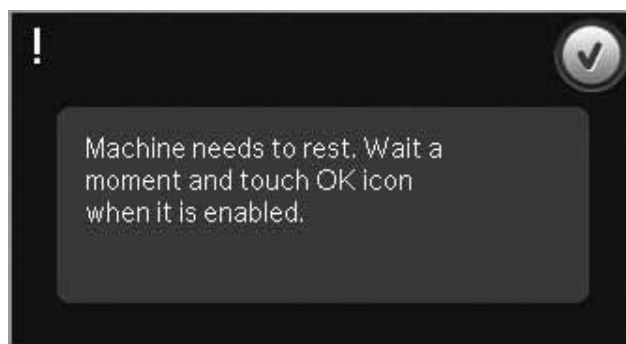 !
Machine needs to rest. Wait a
moment and touch OK icon
when it is enabled.